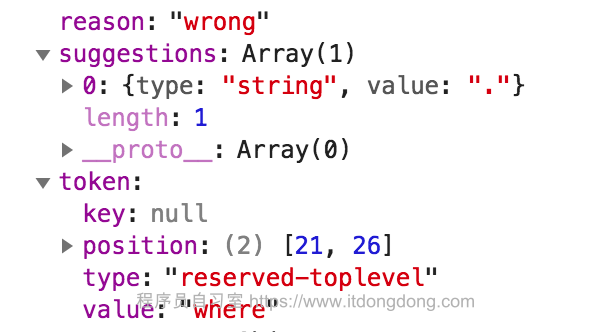 reason: "wrong"
▼ suggestions: Array(1)
▶ 0: {type: "string", value: "."}
length: 1
▶ __proto__: Array(0)
▼ token:
key: null
▶ position: (2) [21, 26]
type: "reserved-toplevel"
程序员自习室 https://www.itdongdong.com
value: "where"